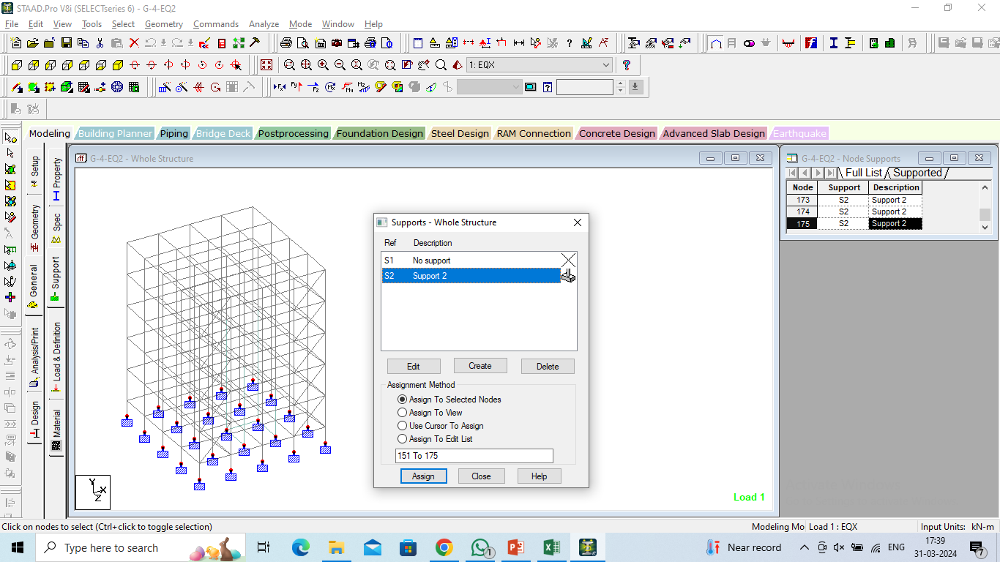 STAAD.Pro V8i (SELECTseries 6) - G-4-EQ2
File Edit View Tools Select Geometry Commands Analyze Mode Window Help
1: EQX
Modeling Building Planner Piping Bridge Deck Postprocessing Foundation Design Steel Design RAM Connection Concrete Design Advanced Slab Design Earthquake
Setup
Geometry
General
Analysis/Print
Design
Property
Spec
Support
Load & Definition
Material
G-4-EQ2 - Whole Structure
Y
X
Z
Load 1
Supports - Whole Structure
Ref Description
S1 No support
S2 Support 2
Edit Create Delete
Assignment Method
Assign To Selected Nodes
Assign To View
Use Cursor To Assign
Assign To Edit List
151 To 175
Assign Close Help
G-4-EQ2 - Node Supports
Full List Supported
Node Support Description
173 S2 Support 2
174 S2 Support 2
175 S2 Support 2
Click on nodes to select (Ctrl+click to toggle selection)
Modeling Mo Load 1 : EQX Input Units: kN-m
Type here to search
1
Near record
ENG
17:39
31-03-2024
7